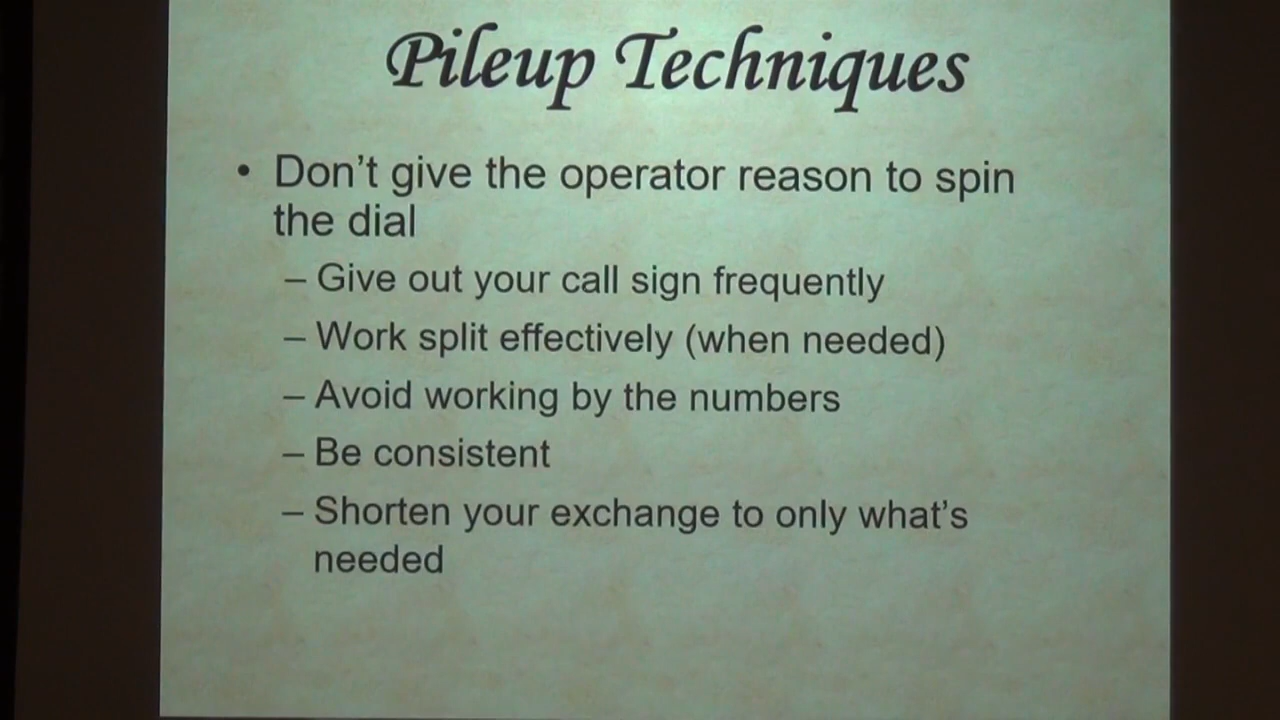 Pileup Techniques
• Don't give the operator reason to spin
the dial
– Give out your call sign frequently
– Work split effectively (when needed)
– Avoid working by the numbers
– Be consistent
– Shorten your exchange to only what's
needed